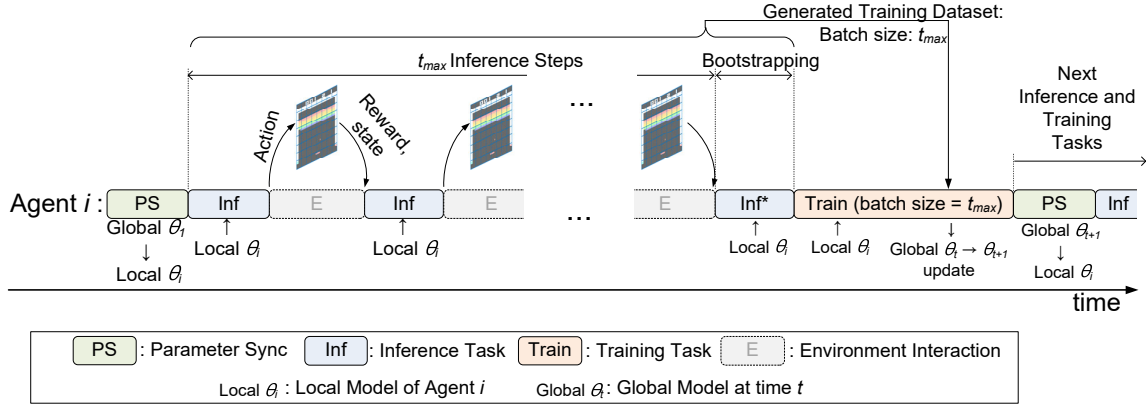 Generated Training Dataset:
Batch size: tmax
tmax Inference Steps
Bootstrapping
Next
Inference and
Training
Tasks
Action
Reward,
state
...
Agent i : PS Inf E Inf E ... E Inf* Train (batch size = tmax) PS Inf
Global θ1
↓
Local θi
↑
Local θi
↑
Local θi
↑
Local θi
↑
Local θi
↓
Global θt → θt+1
update
Global θt+1
↓
Local θi
time
PS : Parameter Sync Inf : Inference Task Train : Training Task E : Environment Interaction
Local θi : Local Model of Agent i Global θt : Global Model at time t